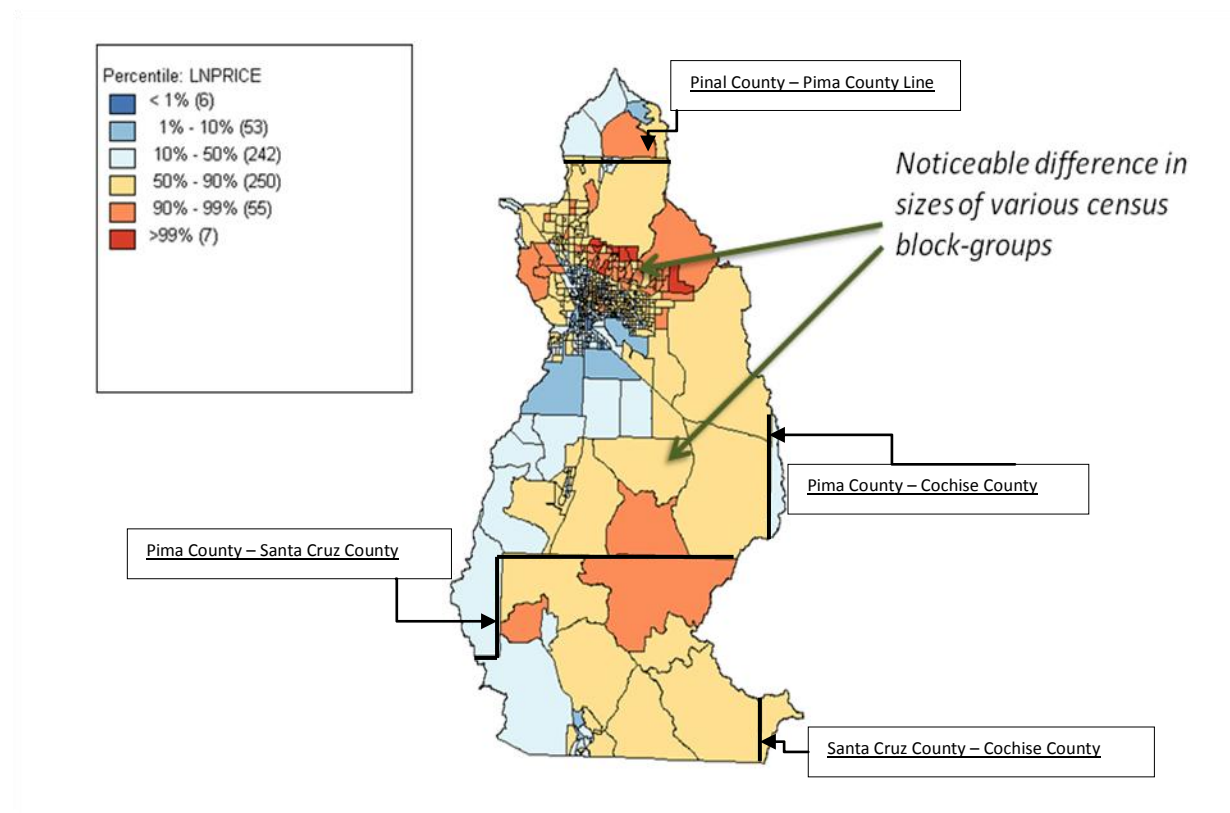 Percentile: LNPRICE
< 1% (6)
1% - 10% (53)
10% - 50% (242)
50% - 90% (250)
90% - 99% (55)
>99% (7)
Pinal County – Pima County Line
Noticeable difference in
sizes of various census
block-groups
Pima County – Cochise County
Pima County – Santa Cruz County
Santa Cruz County – Cochise County